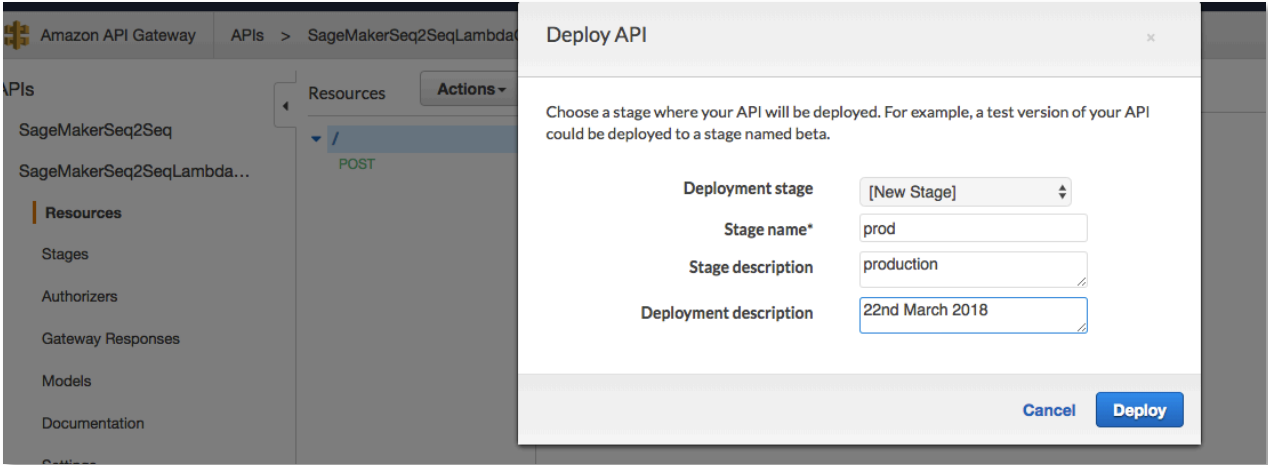 Amazon API Gateway
APIs > SageMakerSeq2SeqLambda
Deploy API
×
APIs
SageMakerSeq2Seq
SageMakerSeq2SeqLambda...
Resources
Stages
Authorizers
Gateway Responses
Models
Documentation
Settings
Resources
Actions
/
POST
Choose a stage where your API will be deployed. For example, a test version of your API
could be deployed to a stage named beta.
Deployment stage [New Stage]
Stage name* prod
Stage description production
Deployment description 22nd March 2018
Cancel Deploy